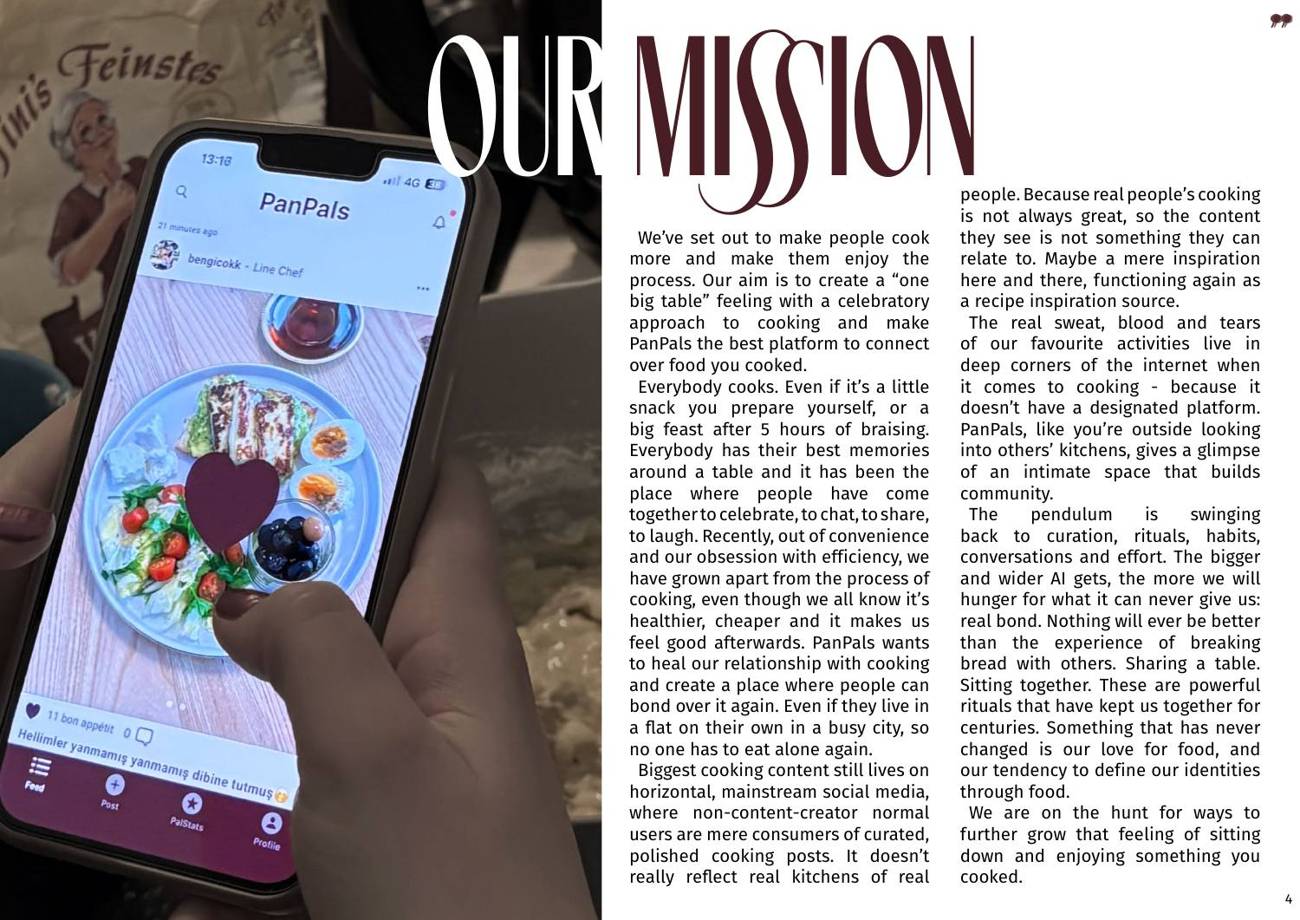 Tini's Feinstes
OUR MISSION
13:16
4G 38
PanPals
21 minutes ago
bengicokk - Line Chef
11 bon appétit 0
Hellimler yanmamış yanmamış dibine tutmuş
Feed
Post
PalStats
Profile
We've set out to make people cook
more and make them enjoy the
process. Our aim is to create a “one
big table” feeling with a celebratory
approach to cooking and make
PanPals the best platform to connect
over food you cooked.
Everybody cooks. Even if it's a little
snack you prepare yourself, or a
big feast after 5 hours of braising.
Everybody has their best memories
around a table and it has been the
place where people have come
together to celebrate, to chat, to share,
to laugh. Recently, out of convenience
and our obsession with efficiency, we
have grown apart from the process of
cooking, even though we all know it's
healthier, cheaper and it makes us
feel good afterwards. PanPals wants
to heal our relationship with cooking
and create a place where people can
bond over it again. Even if they live in
a flat on their own in a busy city, so
no one has to eat alone again.
Biggest cooking content still lives on
horizontal, mainstream social media,
where non-content-creator normal
users are mere consumers of curated,
polished cooking posts. It doesn't
really reflect real kitchens of real
people. Because real people's cooking
is not always great, so the content
they see is not something they can
relate to. Maybe a mere inspiration
here and there, functioning again as
a recipe inspiration source.
The real sweat, blood and tears
of our favourite activities live in
deep corners of the internet when
it comes to cooking - because it
doesn't have a designated platform.
PanPals, like you're outside looking
into others' kitchens, gives a glimpse
of an intimate space that builds
community.
The pendulum is swinging
back to curation, rituals, habits,
conversations and effort. The bigger
and wider AI gets, the more we will
hunger for what it can never give us:
real bond. Nothing will ever be better
than the experience of breaking
bread with others. Sharing a table.
Sitting together. These are powerful
rituals that have kept us together for
centuries. Something that has never
changed is our love for food, and
our tendency to define our identities
through food.
We are on the hunt for ways to
further grow that feeling of sitting
down and enjoying something you
cooked.
4